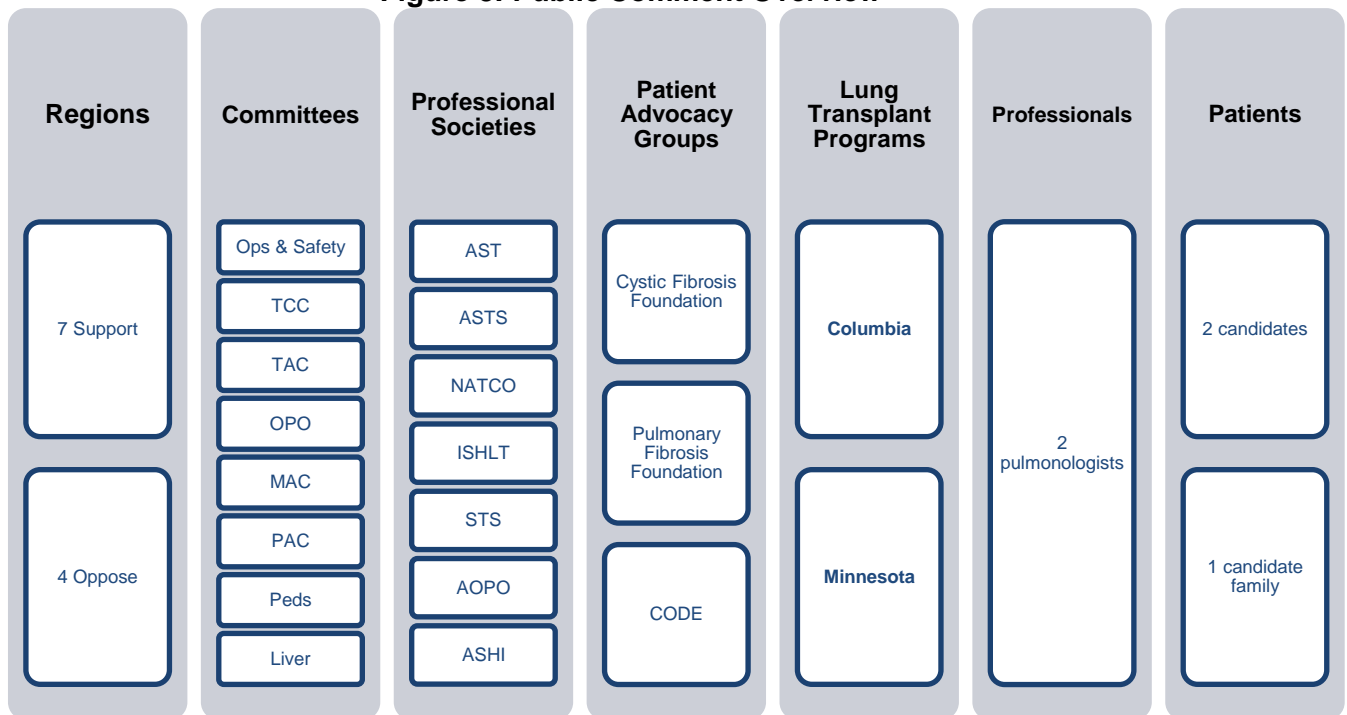 Regions
7 Support
4 Oppose
Committees
Ops & Safety
TCC
TAC
OPO
MAC
PAC
Peds
Liver
Professional
Societies
AST
ASTS
NATCO
ISHLT
STS
AOPO
ASHI
Patient
Advocacy
Groups
Cystic Fibrosis
Foundation
Pulmonary
Fibrosis
Foundation
CODE
Lung
Transplant
Programs
Columbia
Minnesota
Professionals
2
pulmonologists
Patients
2 candidates
1 candidate
family